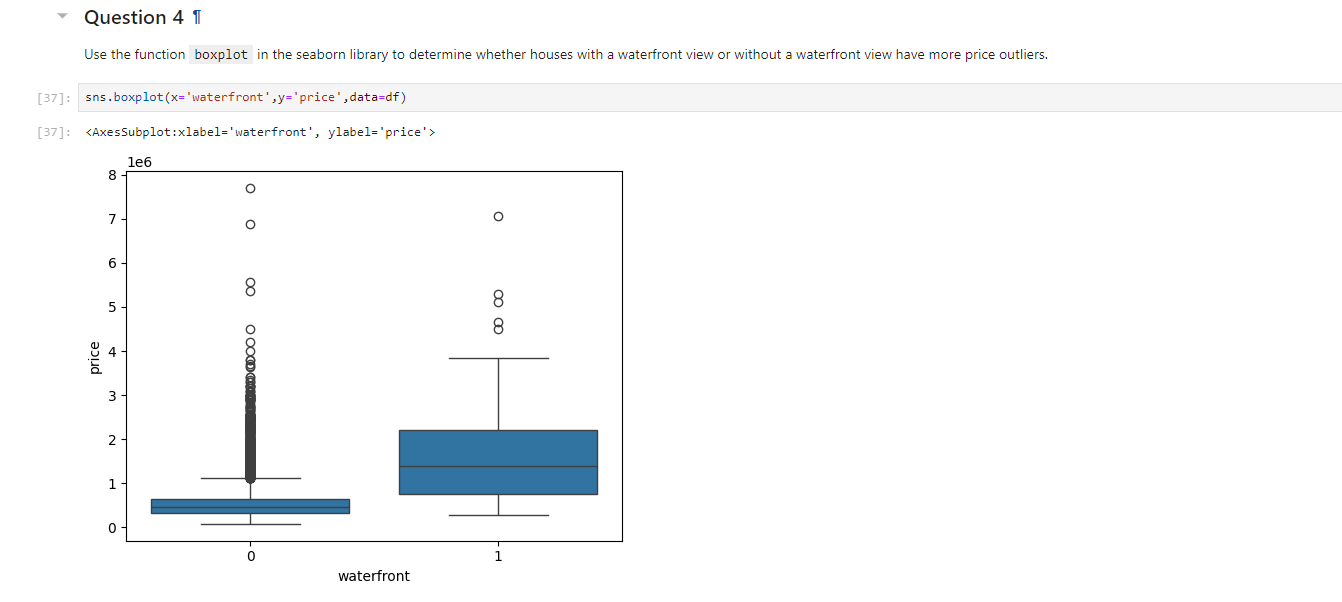 Question 4 ¶
Use the function boxplot in the seaborn library to determine whether houses with a waterfront view or without a waterfront view have more price outliers.
[37]: sns.boxplot(x='waterfront',y='price',data=df)
[37]: <AxesSubplot:xlabel='waterfront', ylabel='price'>
1e6
8
7
6
5
4
3
2
1
0
price
0 1
waterfront